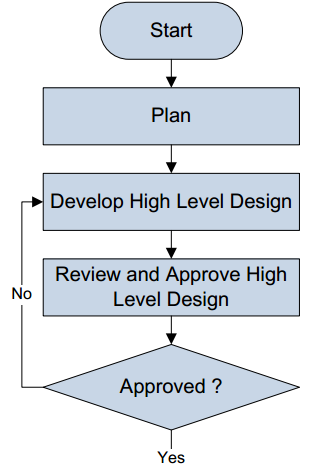 Start
Plan
Develop High Level Design
Review and Approve High
Level Design
No
Approved ?
Yes